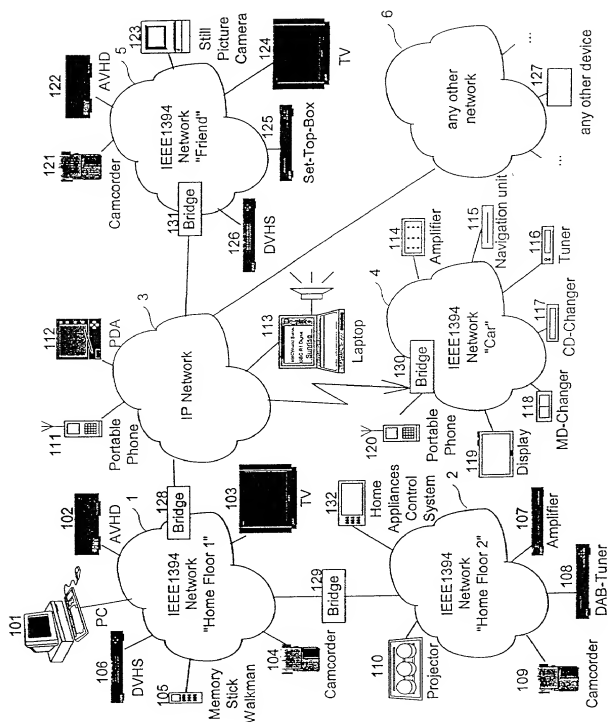 101
PC
102
AVHD
1
103
TV
128
Bridge
IEEE1394
Network
"Home Floor 1"
106
DVHS
105
Memory
Stick
Walkman
104
Camcorder
129
Bridge
132
Home
Appliances
Control
System
2
IEEE1394
Network
"Home Floor 2"
110
Projector
109
Camcorder
108
DAB-Tuner
107
Amplifier
111
Portable
Phone
112
PDA
3
IP Network
113
Laptop
131
Bridge
121
Camcorder
122
AVHD
5
123
Still
Picture
Camera
124
TV
IEEE1394
Network
"Friend"
125
Set-Top-Box
126
DVHS
130
Bridge
120
Portable
Phone
119
Display
118
MD-Changer
117
CD-Changer
116
Tuner
115
Navigation unit
114
Amplifier
4
IEEE1394
Network
"Car"
6
any other
network
...
127
any other device
...